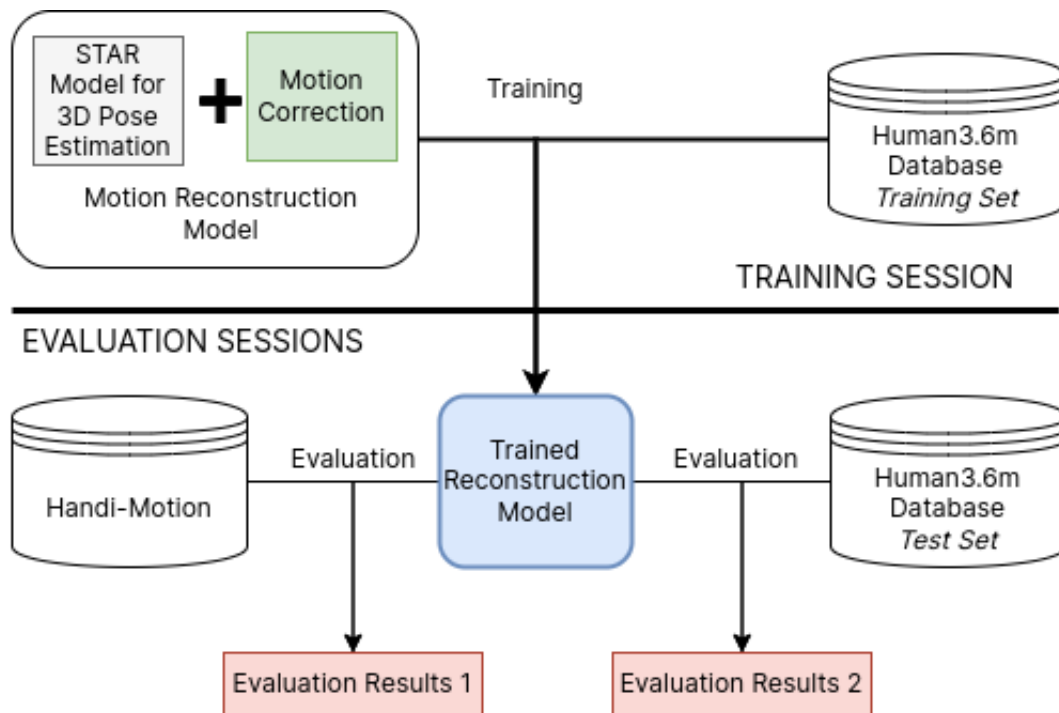 STAR
Model for
3D Pose
Estimation
+
Motion
Correction
Motion Reconstruction
Model
Training
Human3.6m
Database
Training Set
TRAINING SESSION
EVALUATION SESSIONS
Handi-Motion
Evaluation
Trained
Reconstruction
Model
Evaluation
Human3.6m
Database
Test Set
Evaluation Results 1
Evaluation Results 2